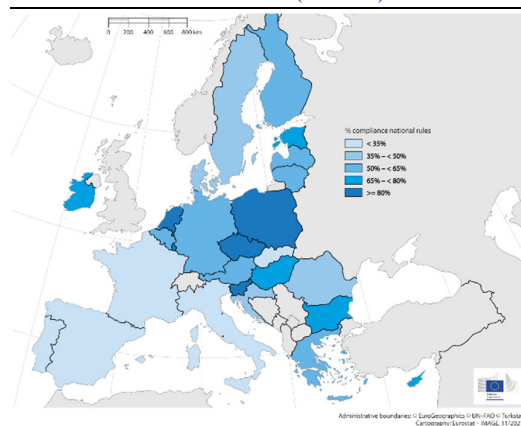 0 200 400 600 800 km
% compliance national rules
< 35%
35% – < 50%
50% – < 65%
65% – < 80%
>= 80%
Administrative boundaries: © EuroGeographics © UN–FAO © Turkstat
Cartography: Eurostat – IMAGE, 11/202